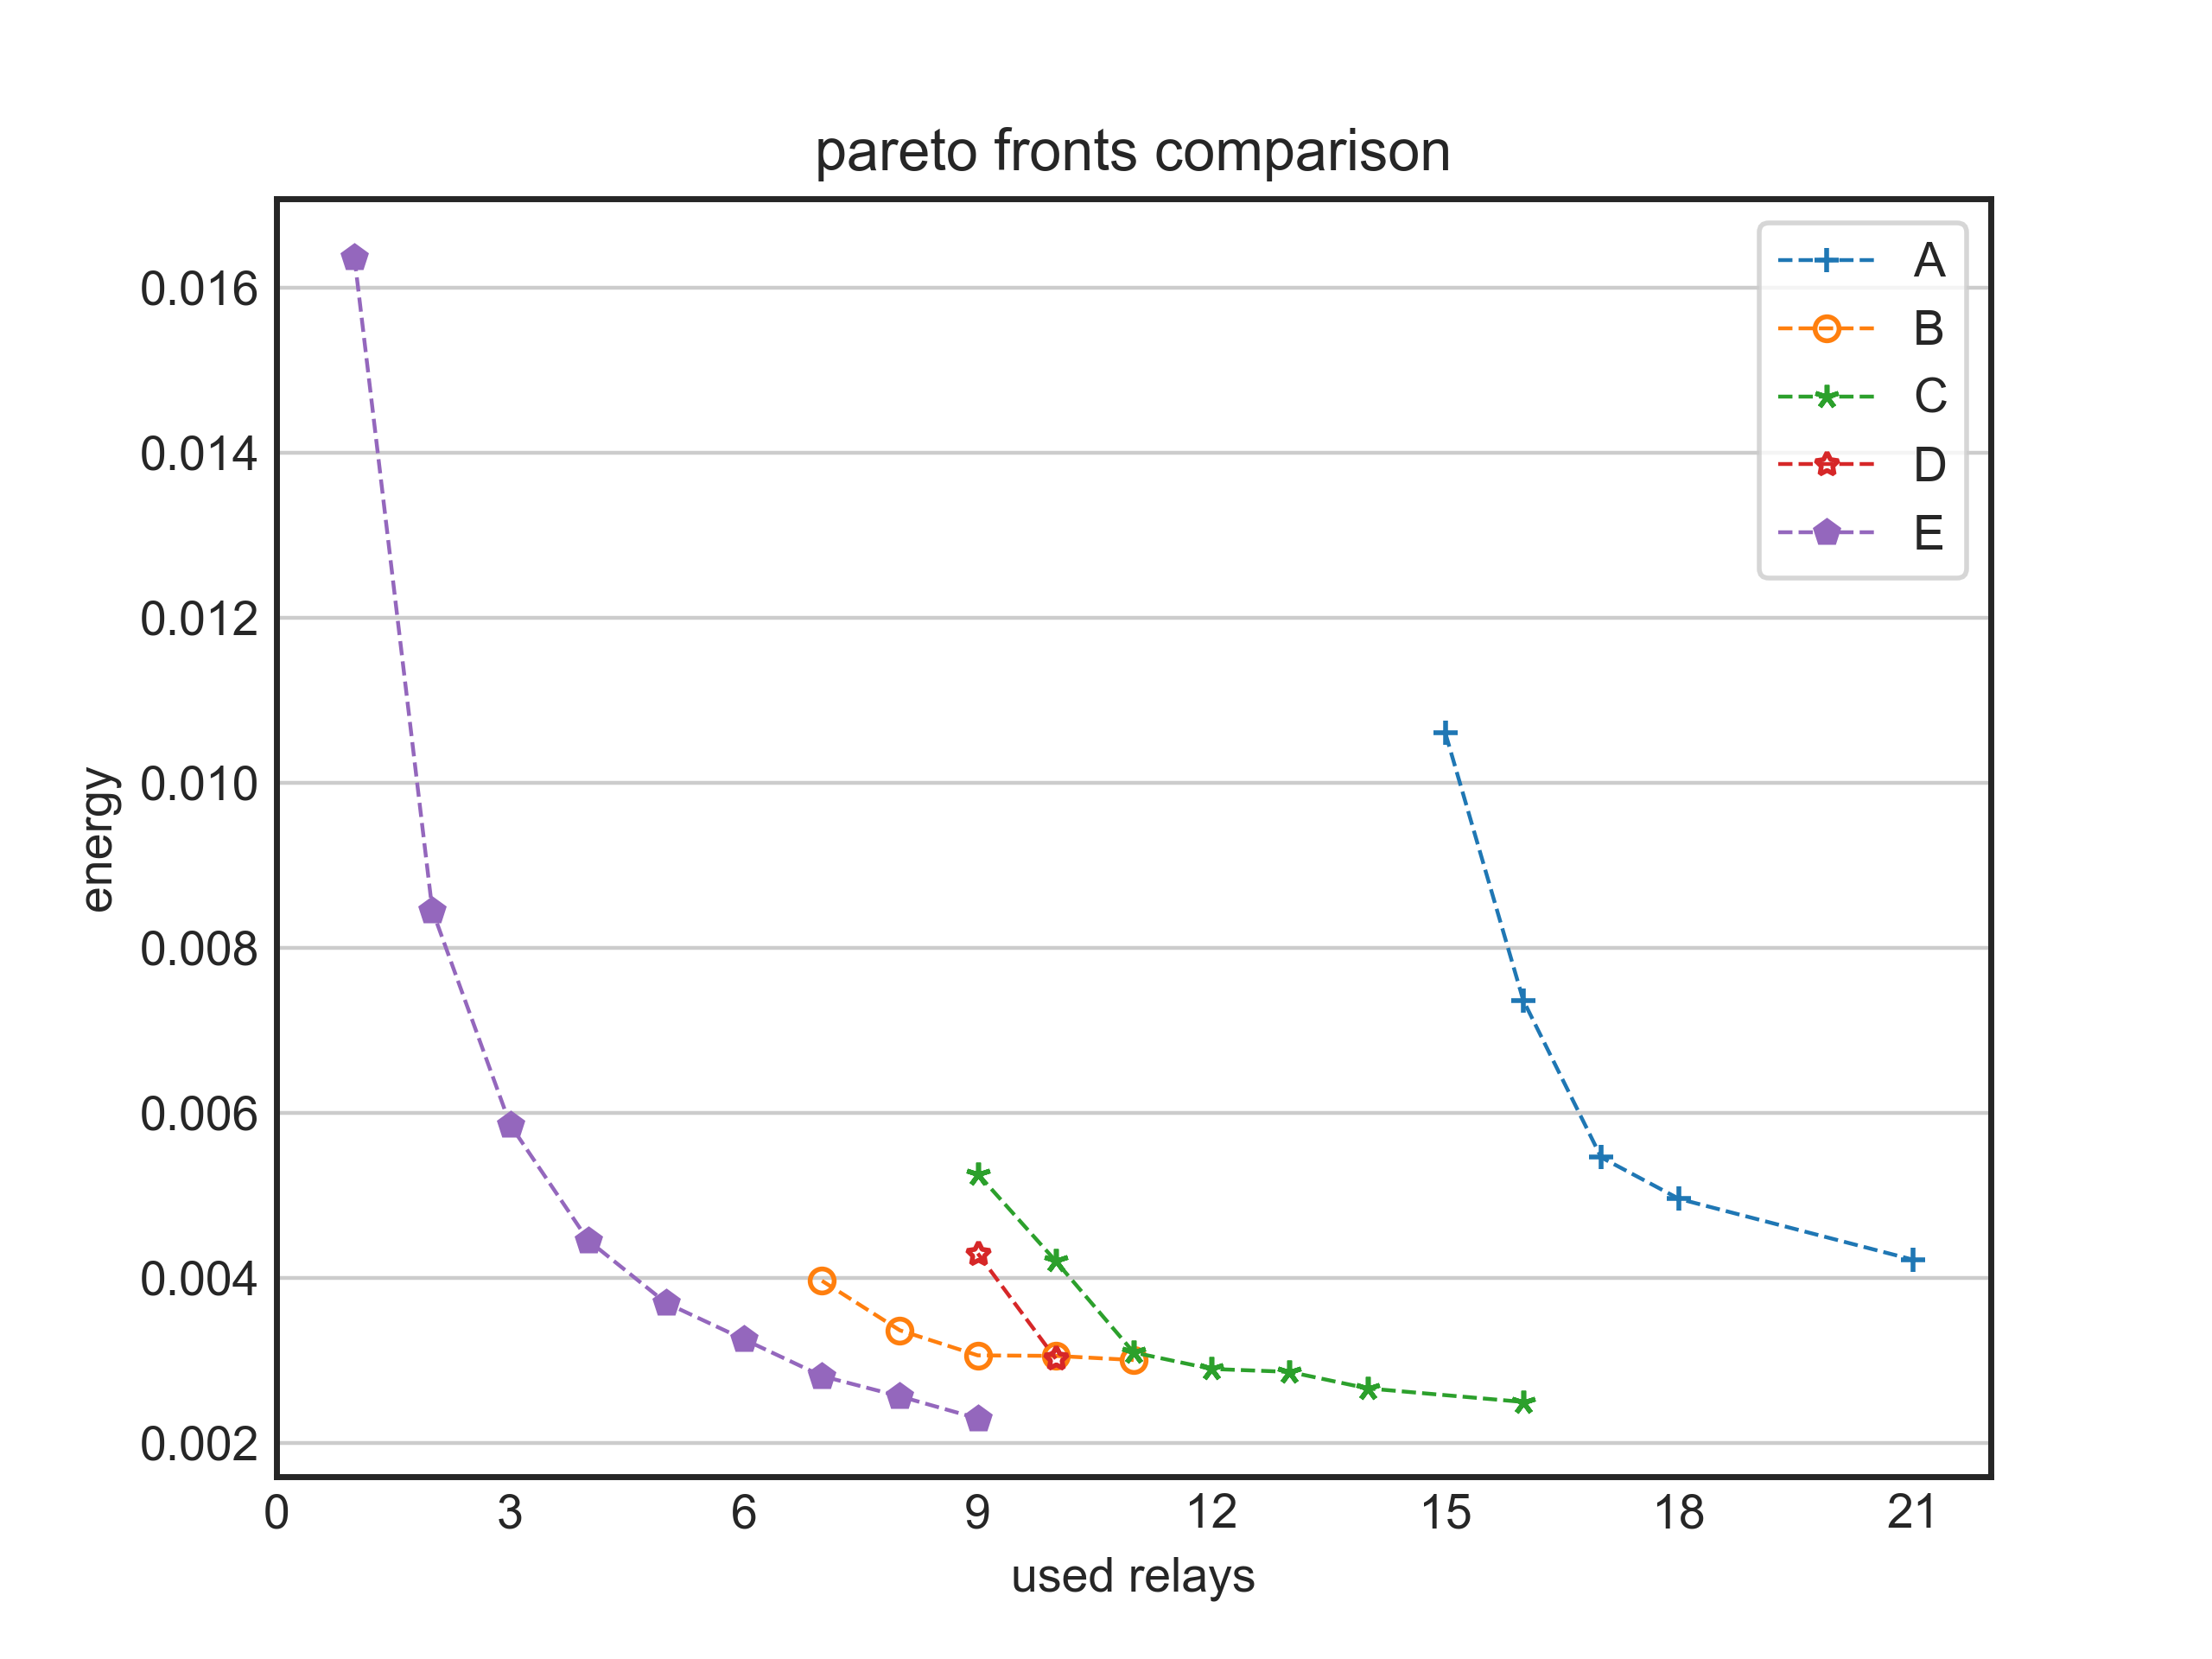 pareto fronts comparison
A
B
C
D
E
0.016
0.014
0.012
0.010
0.008
0.006
0.004
0.002
energy
0 3 6 9 12 15 18 21
used relays